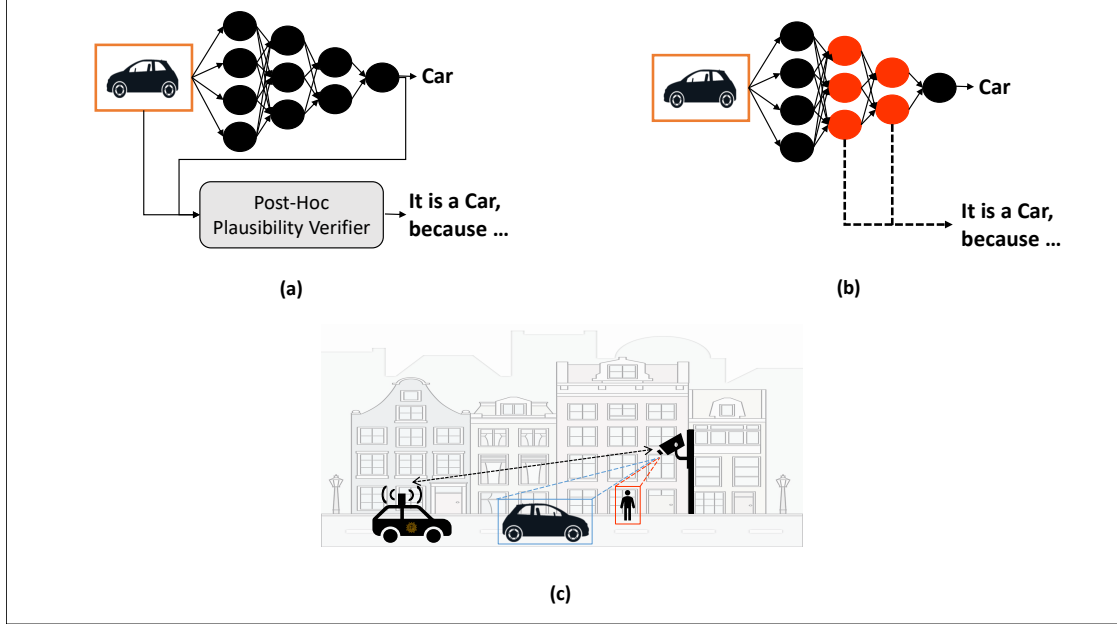 Car
Post-Hoc
Plausibility Verifier
It is a Car,
because ...
(a)
Car
It is a Car,
because ...
(b)
(c)